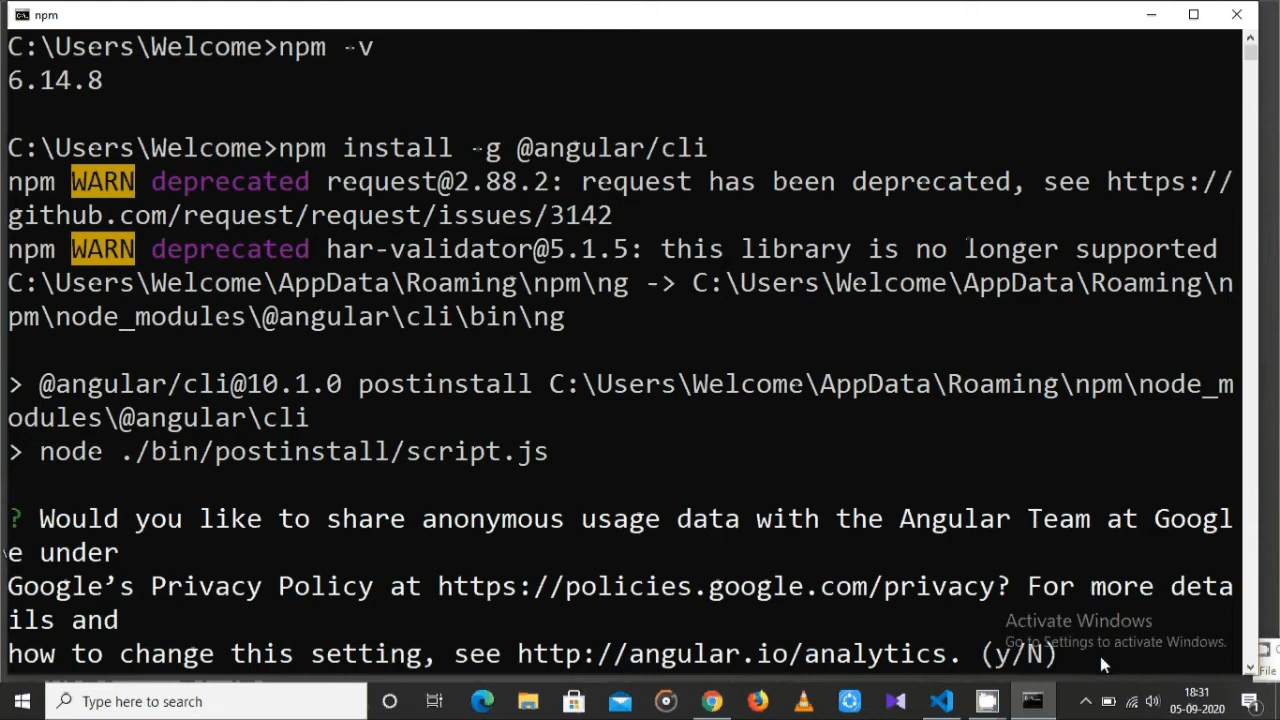 npm
C:\Users\Welcome>npm -v
6.14.8
C:\Users\Welcome>npm install -g @angular/cli
npm WARN deprecated request@2.88.2: request has been deprecated, see https://
github.com/request/request/issues/3142
npm WARN deprecated har-validator@5.1.5: this library is no longer supported
C:\Users\Welcome\AppData\Roaming\npm\ng -> C:\Users\Welcome\AppData\Roaming\n
pm\node_modules\@angular\cli\bin\ng
> @angular/cli@10.1.0 postinstall C:\Users\Welcome\AppData\Roaming\npm\node_m
odules\@angular\cli
> node ./bin/postinstall/script.js
? Would you like to share anonymous usage data with the Angular Team at Googl
e under
Google’s Privacy Policy at https://policies.google.com/privacy? For more deta
ils and
how to change this setting, see http://angular.io/analytics. (y/N)
Activate Windows
Go to Settings to activate Windows.
File
Type here to search
18:31
05-09-2020
1